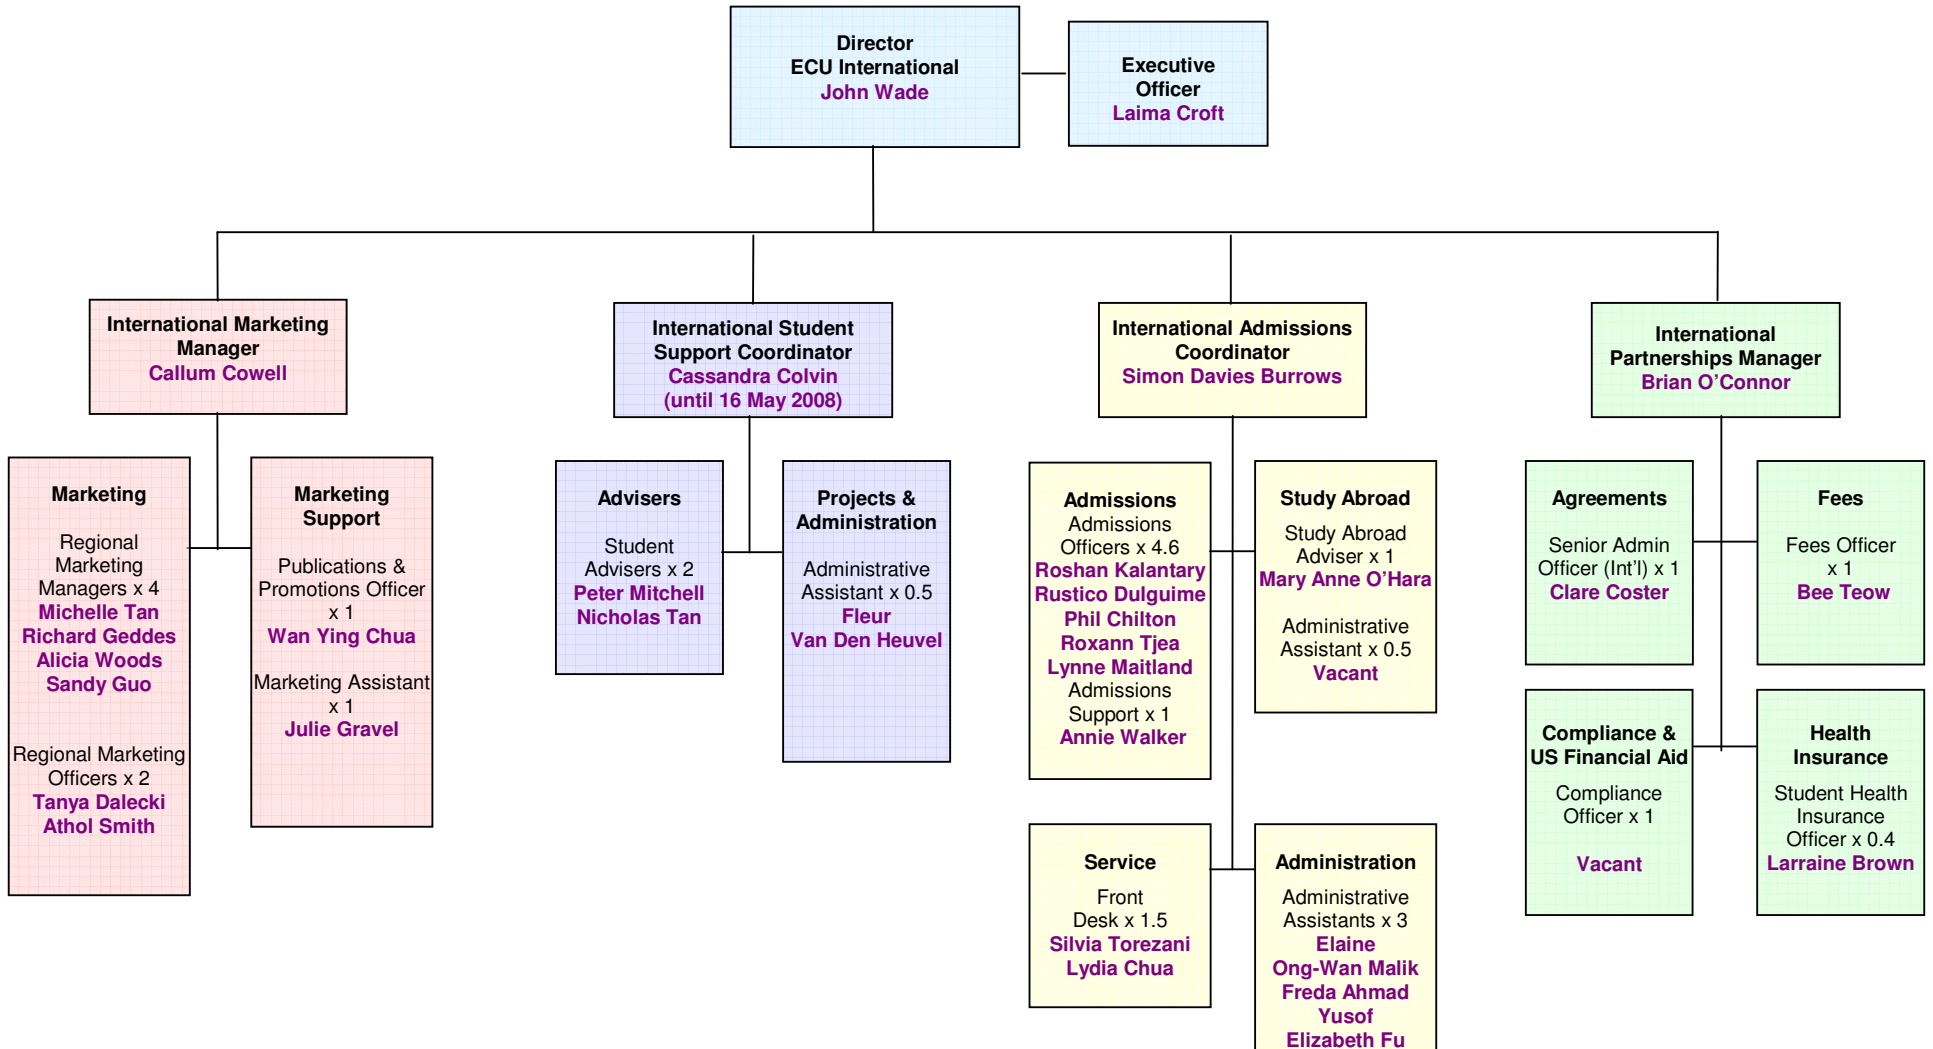 Director
ECU International
John Wade
Executive
Officer
Laima Croft
International Marketing
Manager
Callum Cowell
International Student
Support Coordinator
Cassandra Colvin
(until 16 May 2008)
International Admissions
Coordinator
Simon Davies Burrows
International
Partnerships Manager
Brian O’Connor
Marketing
Regional
Marketing
Managers x 4
Michelle Tan
Richard Geddes
Alicia Woods
Sandy Guo
Regional Marketing
Officers x 2
Tanya Dalecki
Athol Smith
Marketing
Support
Publications &
Promotions Officer
x 1
Wan Ying Chua
Marketing Assistant
x 1
Julie Gravel
Advisers
Student
Advisers x 2
Peter Mitchell
Nicholas Tan
Projects &
Administration
Administrative
Assistant x 0.5
Fleur
Van Den Heuvel
Admissions
Admissions
Officers x 4.6
Roshan Kalantary
Rustico Dulguime
Phil Chilton
Roxann Tjea
Lynne Maitland
Admissions
Support x 1
Annie Walker
Study Abroad
Study Abroad
Adviser x 1
Mary Anne O’Hara
Administrative
Assistant x 0.5
Vacant
Service
Front
Desk x 1.5
Silvia Torezani
Lydia Chua
Administration
Administrative
Assistants x 3
Elaine
Ong-Wan Malik
Freda Ahmad
Yusof
Elizabeth Fu
Agreements
Senior Admin
Officer (Int’l) x 1
Clare Coster
Fees
Fees Officer
x 1
Bee Teow
Compliance &
US Financial Aid
Compliance
Officer x 1
Vacant
Health
Insurance
Student Health
Insurance
Officer x 0.4
Larraine Brown